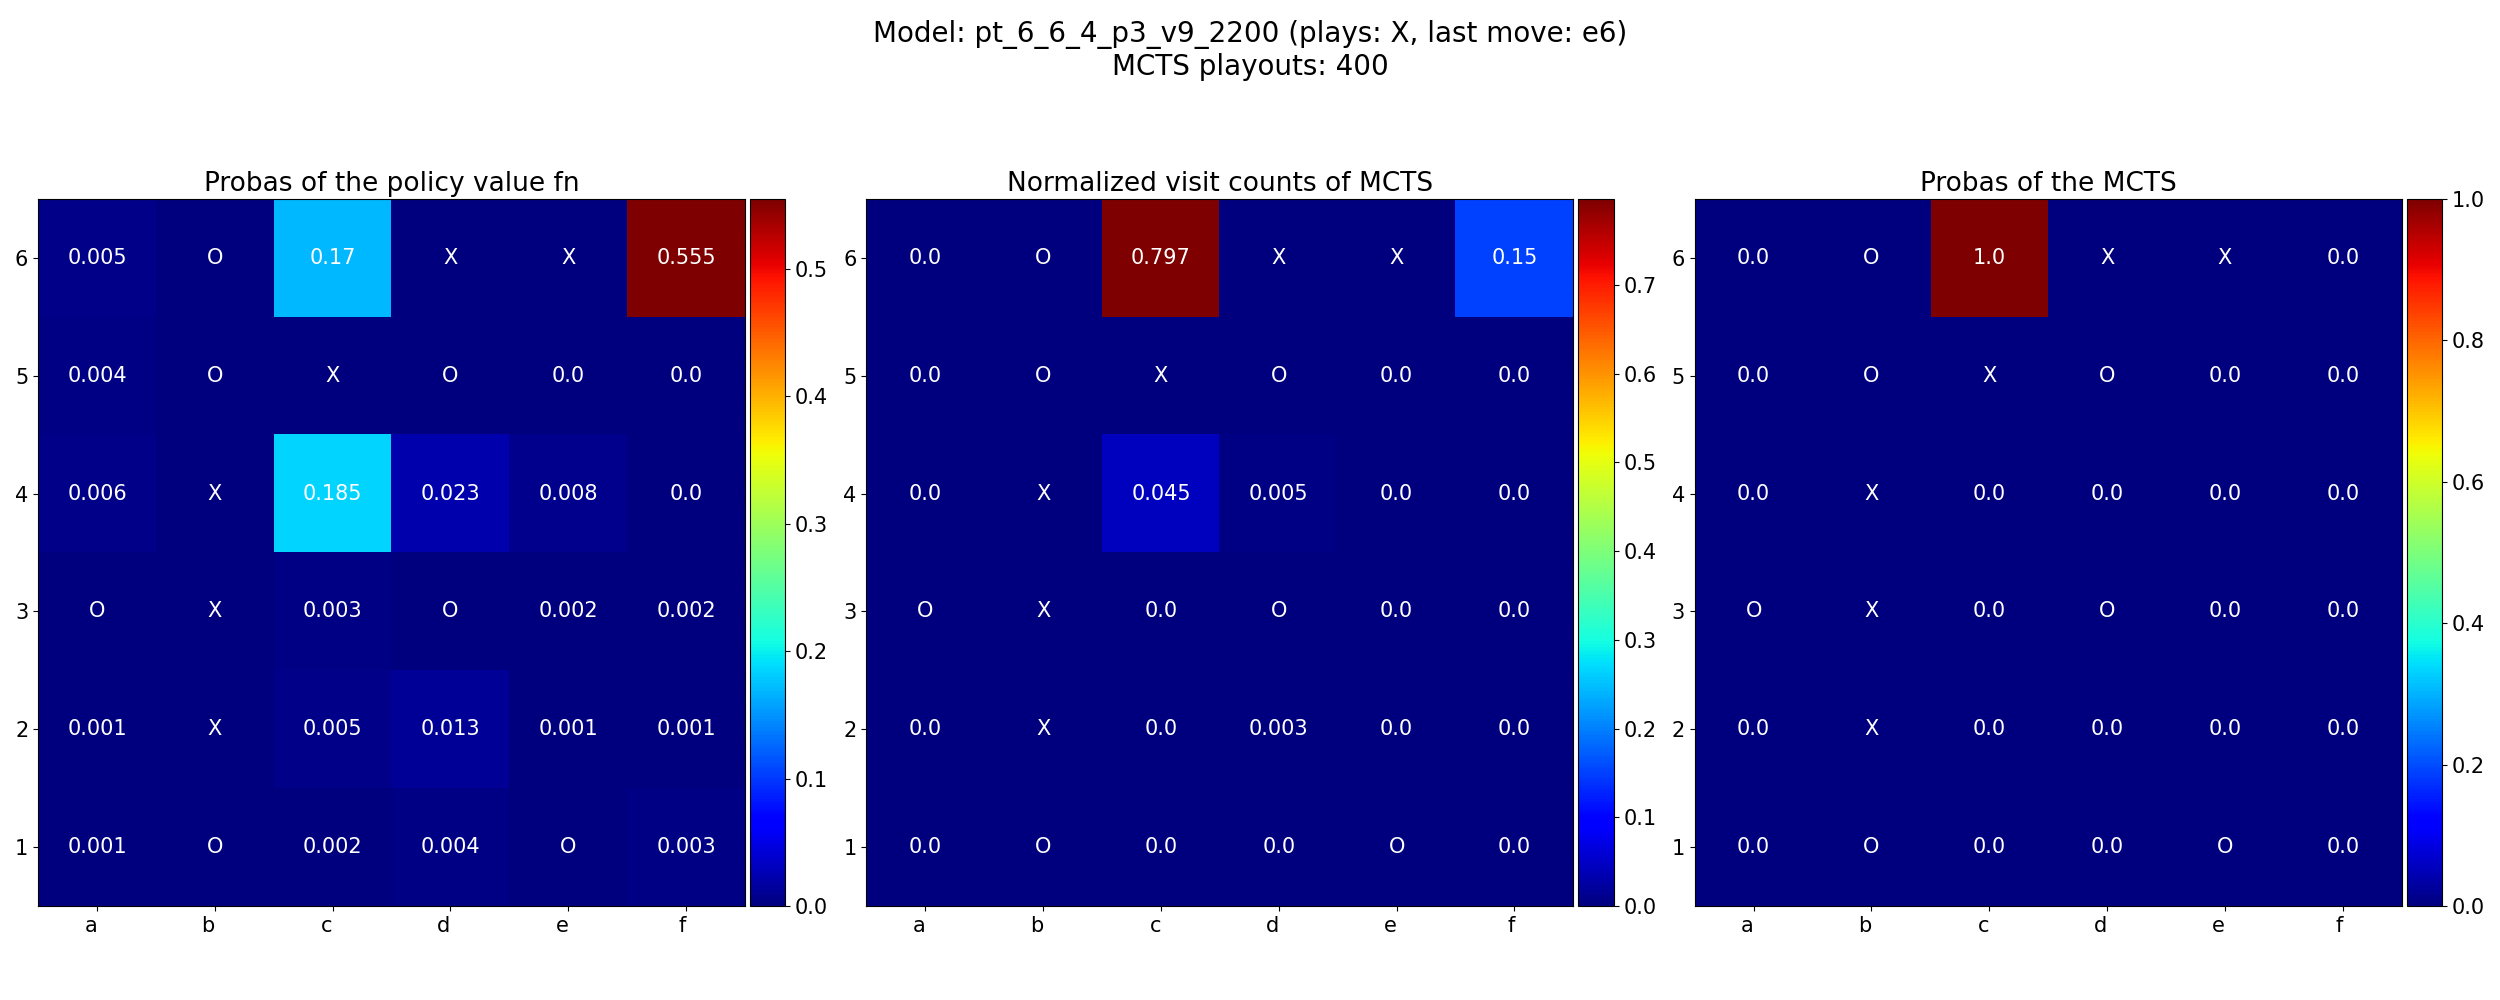 Model: pt_6_6_4_p3_v9_2200 (plays: X, last move: e6)
MCTS playouts: 400
Probas of the policy value fn
6 0.005 O 0.17 X X 0.555
5 0.004 O X O 0.0 0.0
4 0.006 X 0.185 0.023 0.008 0.0
3 O X 0.003 O 0.002 0.002
2 0.001 X 0.005 0.013 0.001 0.001
1 0.001 O 0.002 0.004 O 0.003
a b c d e f
0.5
0.4
0.3
0.2
0.1
0.0
Normalized visit counts of MCTS
6 0.0 O 0.797 X X 0.15
5 0.0 O X O 0.0 0.0
4 0.0 X 0.045 0.005 0.0 0.0
3 O X 0.0 O 0.0 0.0
2 0.0 X 0.0 0.003 0.0 0.0
1 0.0 O 0.0 0.0 O 0.0
a b c d e f
0.7
0.6
0.5
0.4
0.3
0.2
0.1
0.0
Probas of the MCTS
6 0.0 O 1.0 X X 0.0
5 0.0 O X O 0.0 0.0
4 0.0 X 0.0 0.0 0.0 0.0
3 O X 0.0 O 0.0 0.0
2 0.0 X 0.0 0.0 0.0 0.0
1 0.0 O 0.0 0.0 O 0.0
a b c d e f
1.0
0.8
0.6
0.4
0.2
0.0